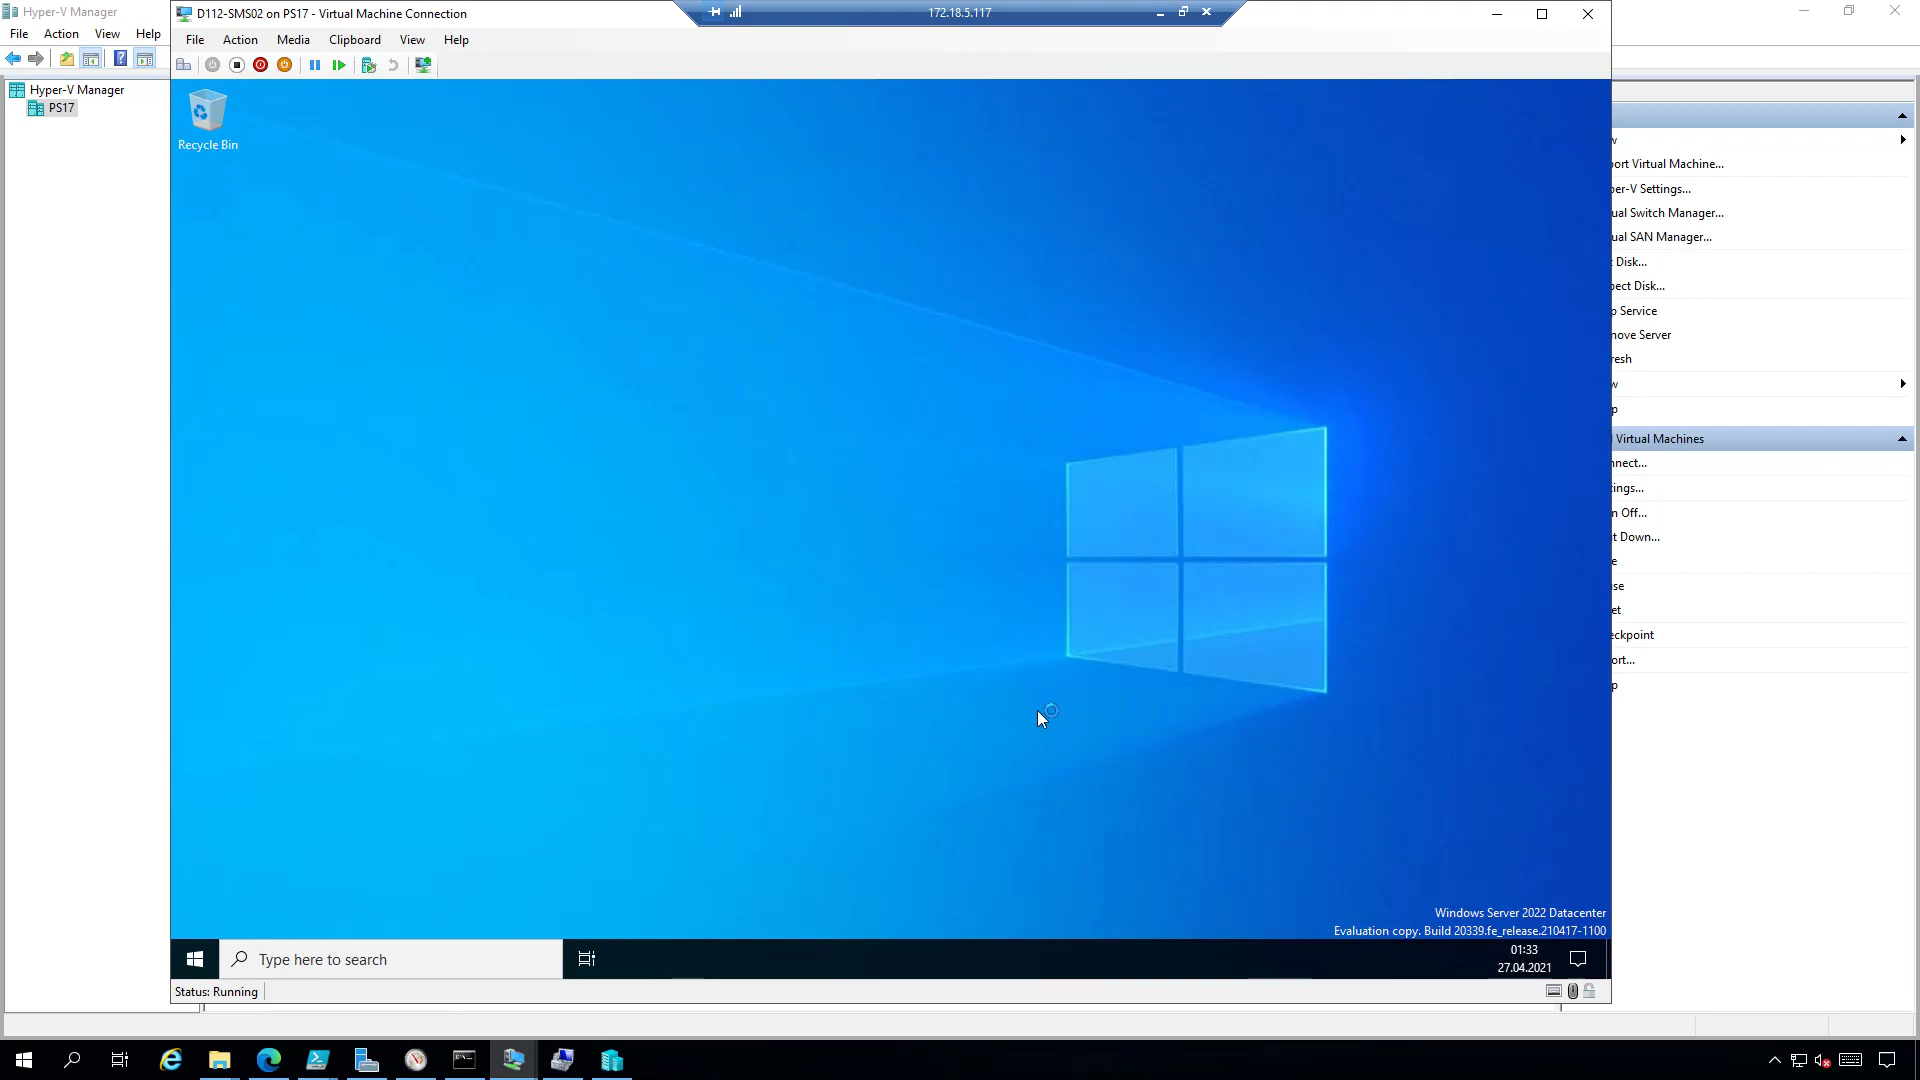 Hyper-V Manager
File Action View Help
Hyper-V Manager
PS17
D112-SMS02 on PS17 - Virtual Machine Connection
172.18.5.117
File Action Media Clipboard View Help
Recycle Bin
Windows Server 2022 Datacenter
Evaluation copy. Build 20339.fe_release.210417-1100
Type here to search
01:33
27.04.2021
Status: Running
w
ort Virtual Machine...
per-V Settings...
ual Switch Manager...
ual SAN Manager...
t Disk...
pect Disk...
p Service
nove Server
resh
w
p
l Virtual Machines
nnect...
tings...
n Off...
t Down...
e
use
et
eckpoint
ort...
p